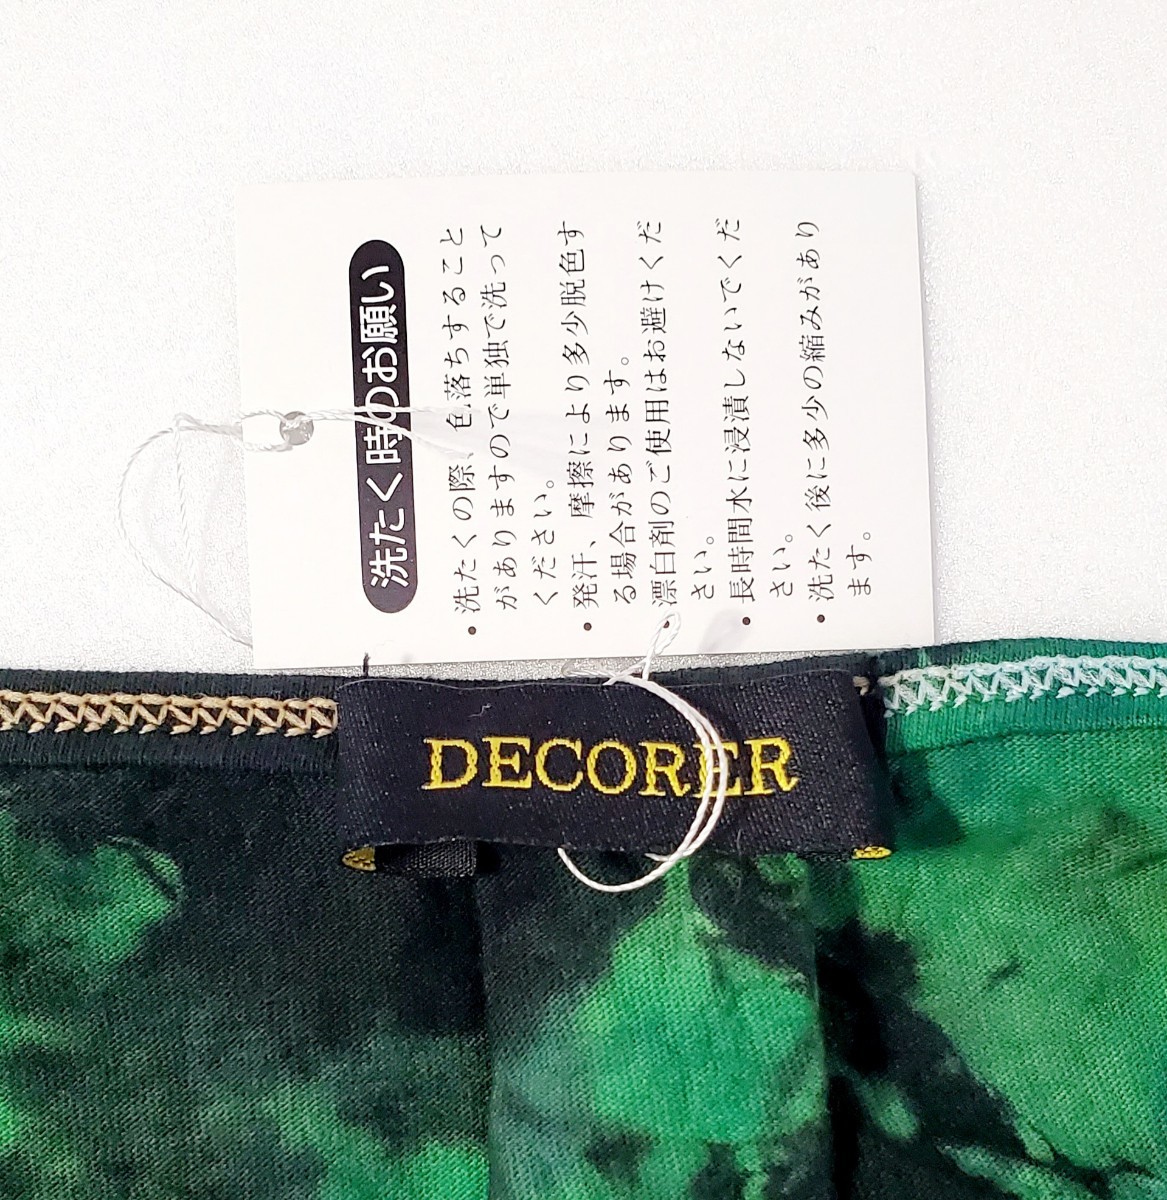 洗たく時のお願い
・洗たくの際、色落ちすること
がありますので単独で洗って
ください。
・発汗、摩擦により多少脱色す
る場合があります。
・漂白剤のご使用はお避けくだ
さい。
・長時間水に浸漬しないでくだ
さい。
・洗たく後に多少の縮みがあり
ます。
DECORER